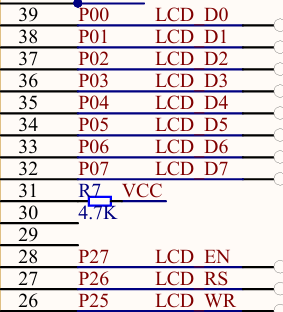 39 P00 LCD D0
38 P01 LCD D1
37 P02 LCD D2
36 P03 LCD D3
35 P04 LCD D4
34 P05 LCD D5
33 P06 LCD D6
32 P07 LCD D7
31 R7 VCC
30 4.7K
29
28 P27 LCD EN
27 P26 LCD RS
26 P25 LCD WR